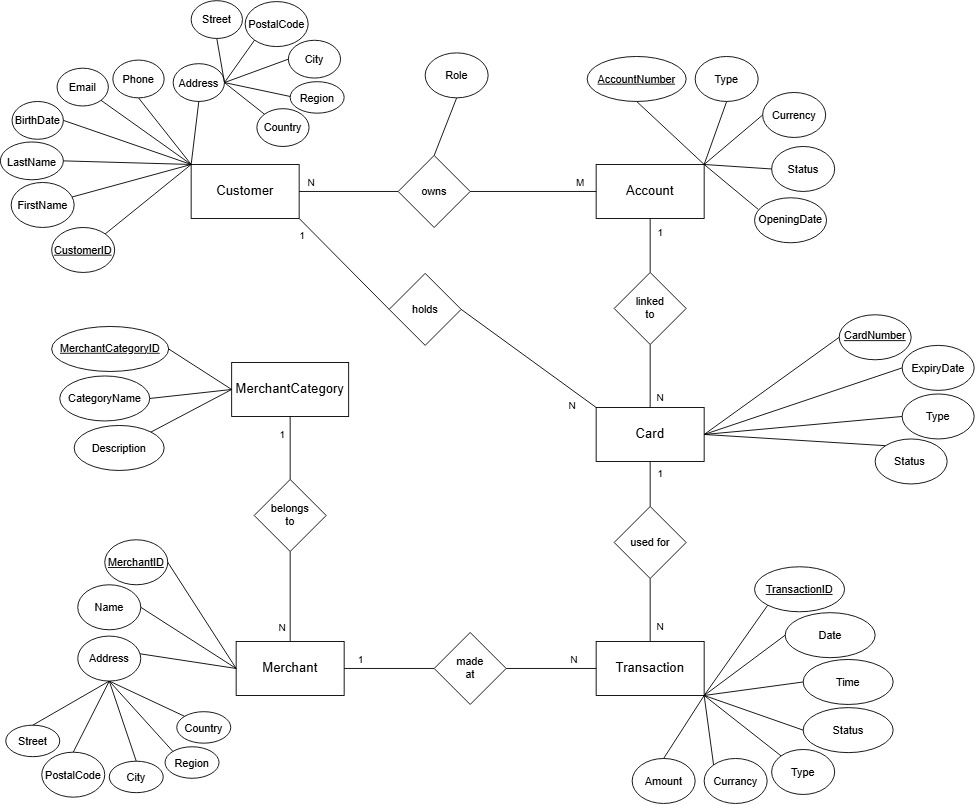 Street
PostalCode
City
Region
Country
Address
Phone
Email
BirthDate
LastName
FirstName
CustomerID
Customer
N
owns
Role
M
Account
AccountNumber
Type
Currency
Status
OpeningDate
1
holds
N
1
linked
to
N
Card
CardNumber
ExpiryDate
Type
Status
MerchantCategoryID
CategoryName
Description
MerchantCategory
1
belongs
to
N
1
used for
N
MerchantID
Name
Address
Street
PostalCode
City
Region
Country
Merchant
1
made
at
N
Transaction
TransactionID
Date
Time
Status
Type
Currancy
Amount